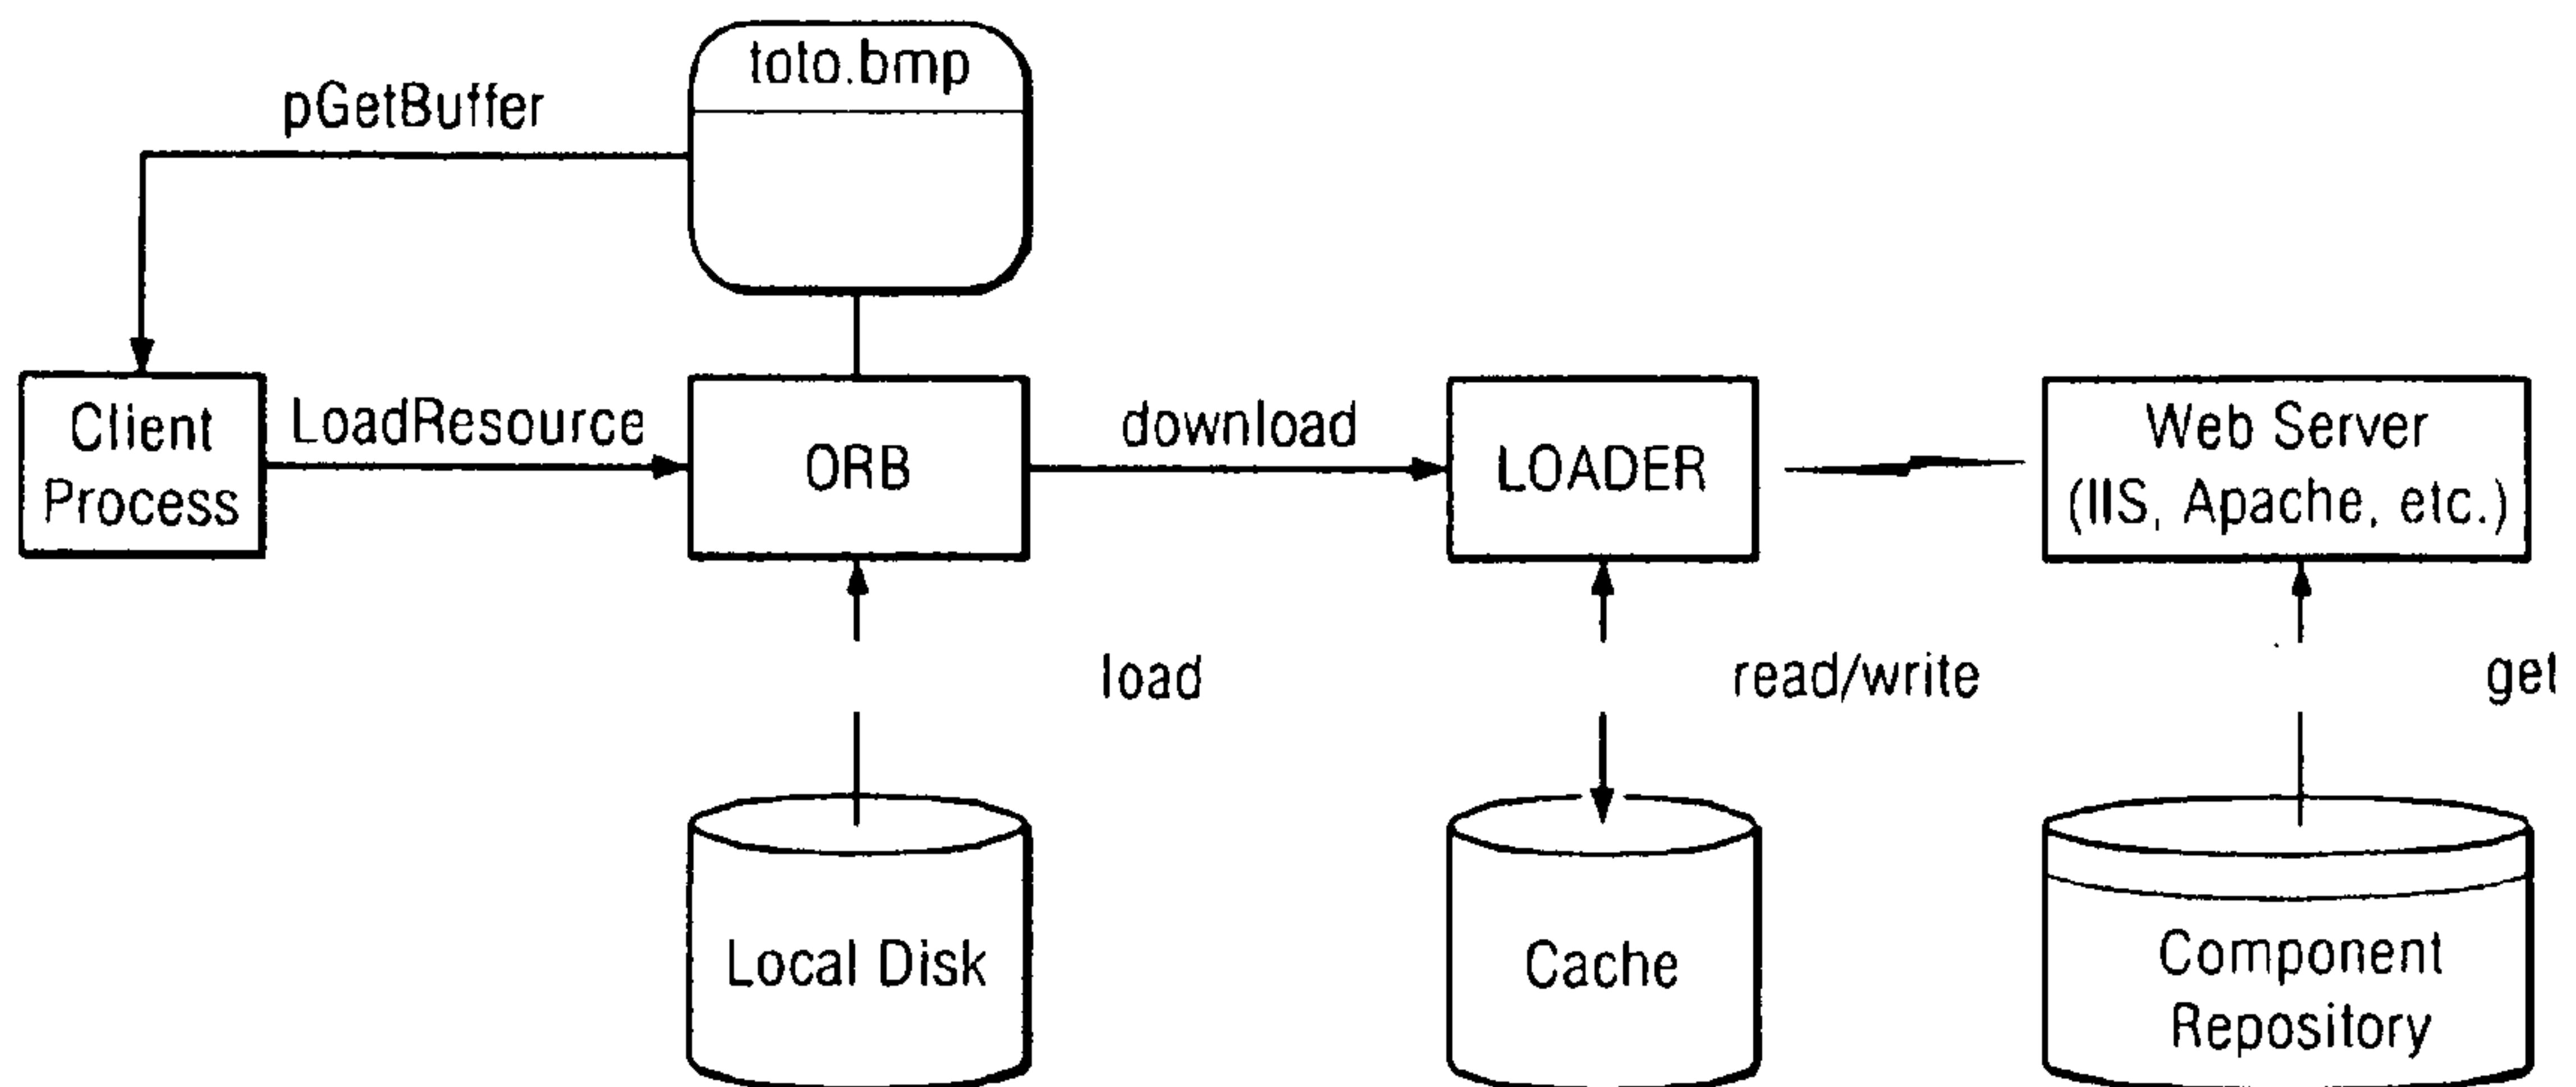 toto.bmp
pGetBuffer
Client
Process
LoadResource
ORB
download
LOADER
Web Server
(IIS, Apache, etc.)
load
read/write
get
Local Disk
Cache
Component
Repository